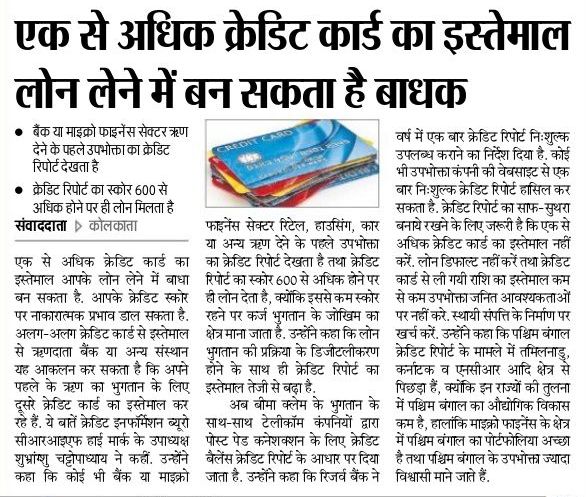 एक से अधिक क्रेडिट कार्ड का इस्तेमाल
लोन लेने में बन सकता है बाधक
• बैंक या माइक्रो फाइनेंस सेक्टर ऋण
देने के पहले उपभोक्ता का क्रेडिट
रिपोर्ट देखता है
• क्रेडिट रिपोर्ट का स्कोर 600 से
अधिक होने पर ही लोन मिलता है
संवाददाता ▷ कोलकाता
एक से अधिक क्रेडिट कार्ड का
इस्तेमाल आपके लोन लेने में बाधा
बन सकता है. आपके क्रेडिट स्कोर
पर नाकारात्मक प्रभाव डाल सकता है.
अलग-अलग क्रेडिट कार्ड से इस्तेमाल
से ऋणदाता बैंक या अन्य संस्थान
यह आकलन कर सकता है कि अपने
पहले के ऋण का भुगतान के लिए
दूसरे क्रेडिट कार्ड का इस्तेमाल कर
रहे हैं. ये बातें क्रेडिट इनफॉर्मेशन ब्यूरो
सीआरआइएफ हाई मार्क के उपाध्यक्ष
शुभ्रांग्शु चट्टोपाध्याय ने कहीं. उन्होंने
कहा कि कोई भी बैंक या माइक्रो
CREDIT CARD
फाइनेंस सेक्टर रिटेल, हाउसिंग, कार
या अन्य ऋण देने के पहले उपभोक्ता
का क्रेडिट रिपोर्ट देखता है तथा क्रेडिट
रिपोर्ट का स्कोर 600 से अधिक होने पर
ही लोन देता है, क्योंकि इससे कम स्कोर
रहने पर कर्ज भुगतान के जोखिम का
क्षेत्र माना जाता है. उन्होंने कहा कि लोन
भुगतान की प्रक्रिया के डिजीटलीकरण
होने के साथ ही क्रेडिट रिपोर्ट का
इस्तेमाल तेजी से बढ़ा है.
अब बीमा क्लेम के भुगतान के
साथ-साथ टेलीकॉम कंपनियों द्वारा
पोस्ट पेड कनेशक्शन के लिए क्रेडिट
बैलेंस क्रेडिट रिपोर्ट के आधार पर दिया
जाता है. उन्होंने कहा कि रिजर्व बैंक ने
वर्ष में एक बार क्रेडिट रिपोर्ट निःशुल्क
उपलब्ध कराने का निर्देश दिया है. कोई
भी उपभोक्ता कंपनी की वेबसाइट से एक
बार निःशुल्क क्रेडिट रिपोर्ट हासिल कर
सकता है. क्रेडिट रिपोर्ट का साफ-सुथरा
बनाये रखने के लिए जरूरी है कि एक से
अधिक क्रेडिट कार्ड का इस्तेमाल नहीं
करें. लोन डिफाल्ट नहीं करें तथा क्रेडिट
कार्ड से ली गयी राशि का इस्तेमाल कम
से कम उपभोक्ता जनित आवश्यकताओं
पर नहीं करे. स्थायी संपत्ति के निर्माण पर
खर्च करें. उन्होंने कहा कि पश्चिम बंगाल
क्रेडिट रिपोर्ट के मामले में तमिलनाडु,
कर्नाटक व एनसीआर आदि क्षेत्र से
पिछड़ा हैं, क्योंकि इन राज्यों की तुलना
में पश्चिम बंगाल का औद्योगिक विकास
कम है, हालांकि माइक्रो फाइनेंस के क्षेत्र
में पश्चिम बंगाल का पोर्टफोलिया अच्छा
है तथा पश्चिम बंगाल के उपभोक्ता ज्यादा
विश्वासी माने जाते हैं.